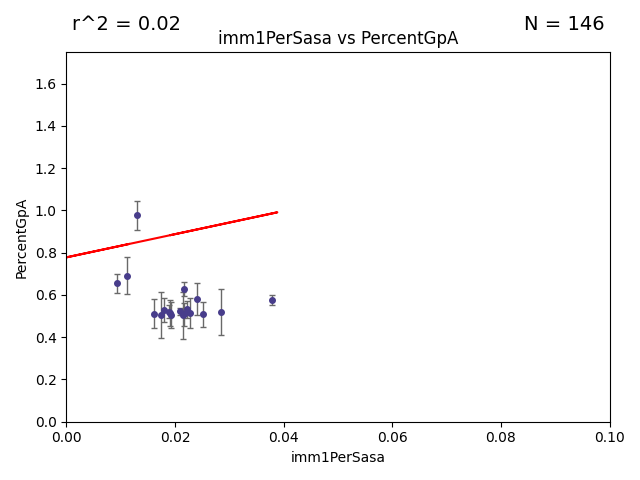 r^2 = 0.02
N = 146
imm1PerSasa vs PercentGpA
PercentGpA
1.6
1.4
1.2
1.0
0.8
0.6
0.4
0.2
0.0
0.00 0.02 0.04 0.06 0.08 0.10
imm1PerSasa